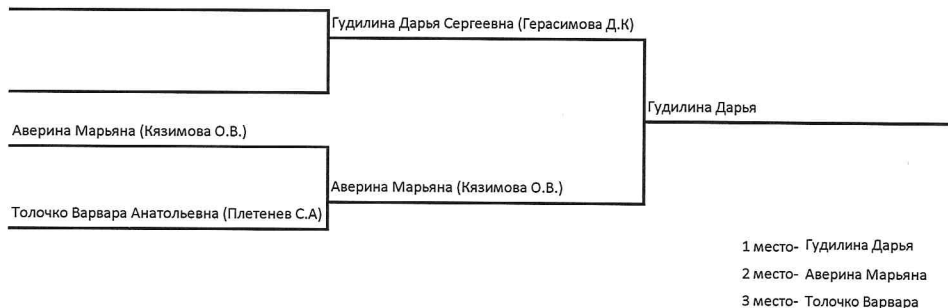 Гудилина Дарья Сергеевна (Герасимова Д.К)
Гудилина Дарья
Аверина Марьяна (Кязимова О.В.)
Аверина Марьяна (Кязимова О.В.)
Толочко Варвара Анатольевна (Плетенев С.А)
1 место- Гудилина Дарья
2 место- Аверина Марьяна
3 место- Толочко Варвара